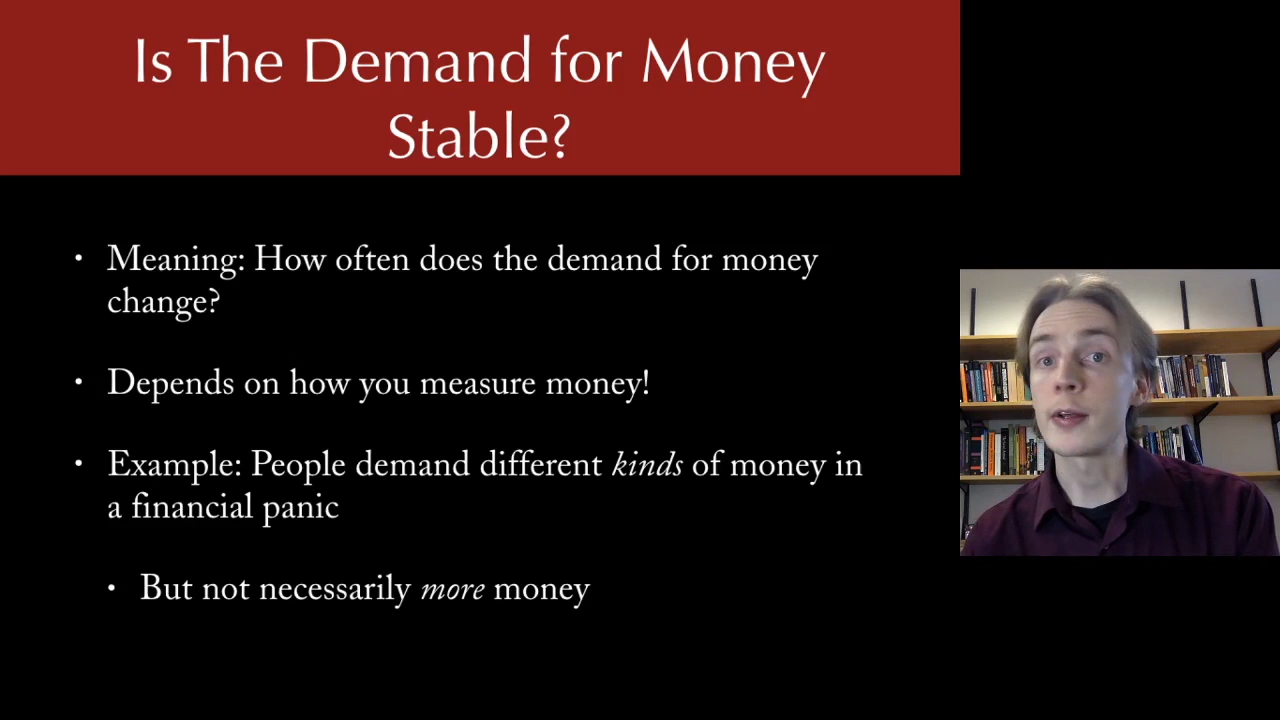 Is The Demand for Money
Stable?
• Meaning: How often does the demand for money
change?
• Depends on how you measure money!
• Example: People demand different kinds of money in
a financial panic
• But not necessarily more money